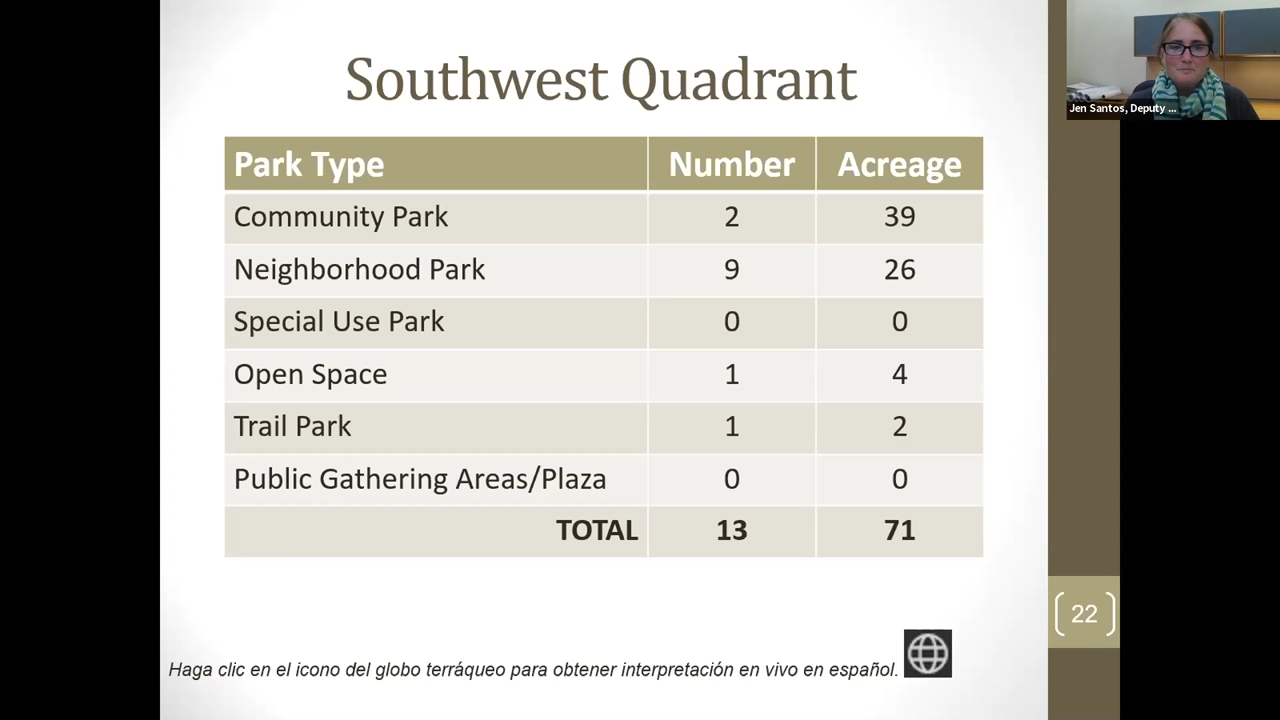 Southwest Quadrant
Park Type Number Acreage
Community Park 2 39
Neighborhood Park 9 26
Special Use Park 0 0
Open Space 1 4
Trail Park 1 2
Public Gathering Areas/Plaza 0 0
TOTAL 13 71
22
Haga clic en el icono del globo terráqueo para obtener interpretación en vivo en español.
Jen Santos, Deputy ...